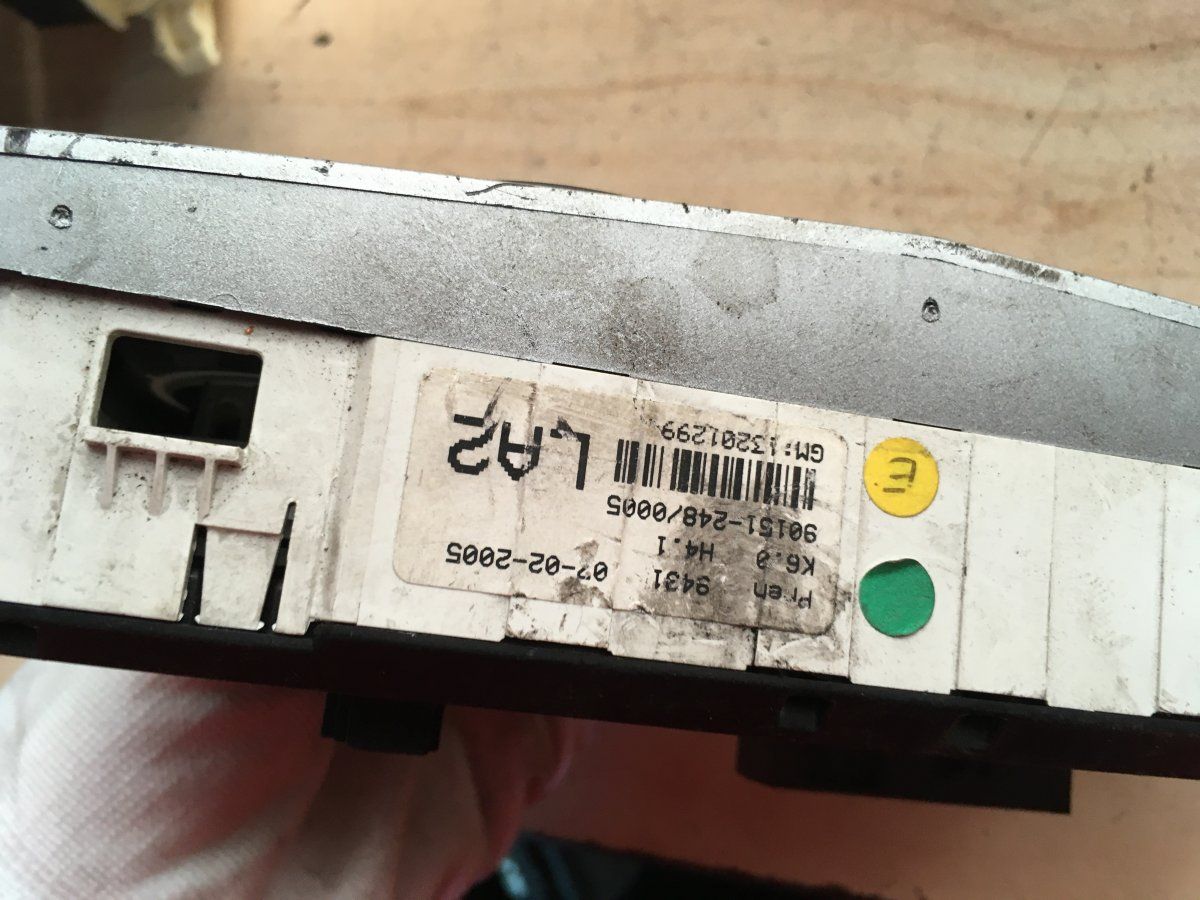 Pren 9431 07-02-2005
K6.0 H4.1
90151-248/0005
GM:13201299
LA2
E